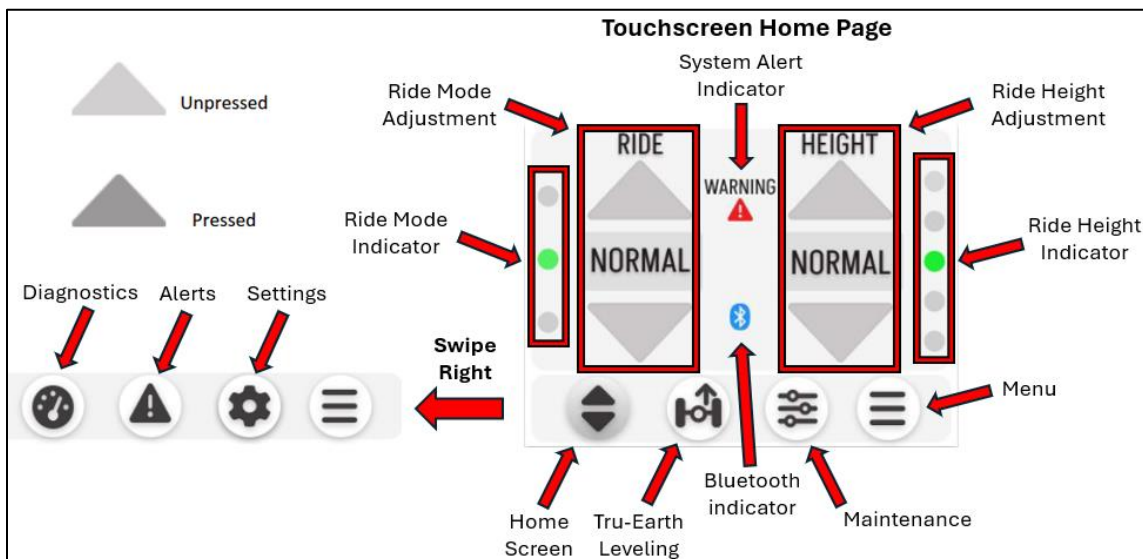 Touchscreen Home Page
System Alert
Indicator
Ride Mode
Adjustment
Ride Height
Adjustment
Unpressed
Pressed
RIDE
HEIGHT
WARNING
NORMAL
NORMAL
Ride Mode
Indicator
Ride Height
Indicator
Diagnostics
Alerts
Settings
Swipe
Right
Menu
Home
Screen
Tru-Earth
Leveling
Bluetooth
indicator
Maintenance